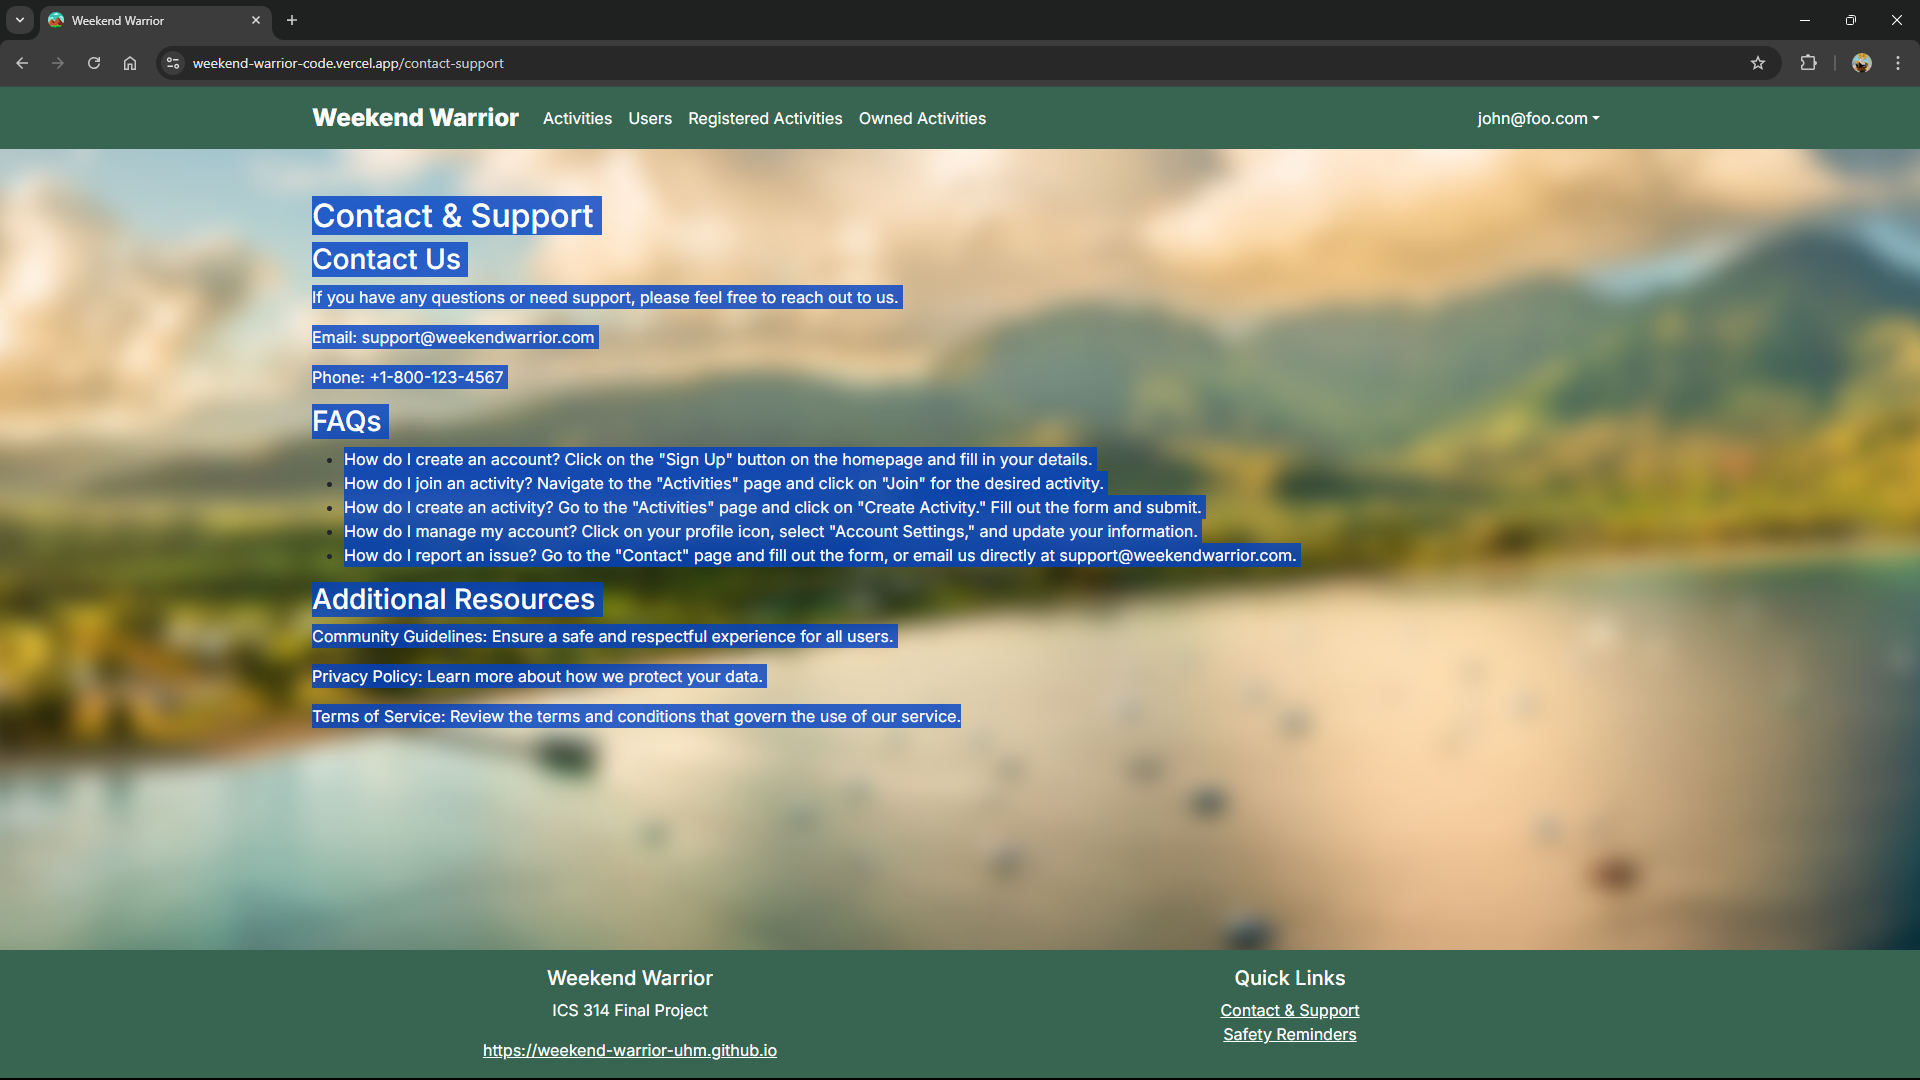 Weekend Warrior
weekend-warrior-code.vercel.app/contact-support
Weekend Warrior Activities Users Registered Activities Owned Activities john@foo.com
Contact & Support
Contact Us
If you have any questions or need support, please feel free to reach out to us.
Email: support@weekendwarrior.com
Phone: +1-800-123-4567
FAQs
How do I create an account? Click on the "Sign Up" button on the homepage and fill in your details.
How do I join an activity? Navigate to the "Activities" page and click on "Join" for the desired activity.
How do I create an activity? Go to the "Activities" page and click on "Create Activity." Fill out the form and submit.
How do I manage my account? Click on your profile icon, select "Account Settings," and update your information.
How do I report an issue? Go to the "Contact" page and fill out the form, or email us directly at support@weekendwarrior.com.
Additional Resources
Community Guidelines: Ensure a safe and respectful experience for all users.
Privacy Policy: Learn more about how we protect your data.
Terms of Service: Review the terms and conditions that govern the use of our service.
Weekend Warrior
ICS 314 Final Project
https://weekend-warrior-uhm.github.io
Quick Links
Contact & Support
Safety Reminders